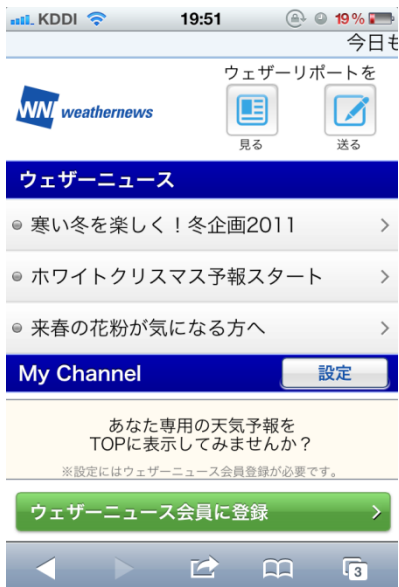 KDDI 19:51 19%
今日も
ウェザーリポートを
WNI weathernews
見る 送る
ウェザーニュース
寒い冬を楽しく！冬企画2011
ホワイトクリスマス予報スタート
来春の花粉が気になる方へ
My Channel 設定
あなた専用の天気予報を
TOPに表示してみませんか？
※設定にはウェザーニュース会員登録が必要です。
ウェザーニュース会員に登録
3